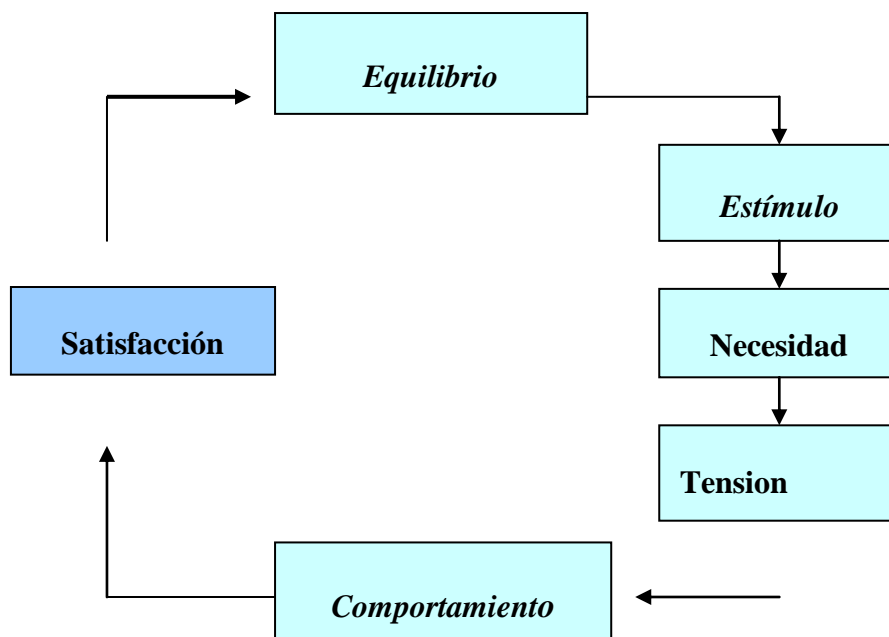 Equilibrio
Estímulo
Satisfacción
Necesidad
Tension
Comportamiento